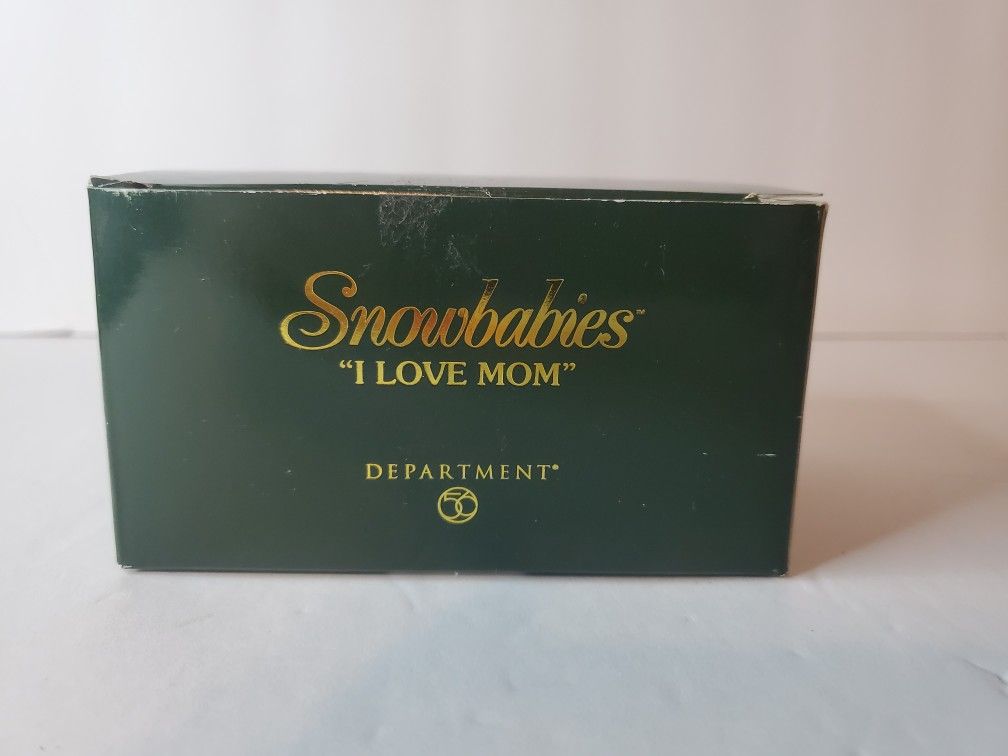 Snowbabies™
“I LOVE MOM”
DEPARTMENT®
56